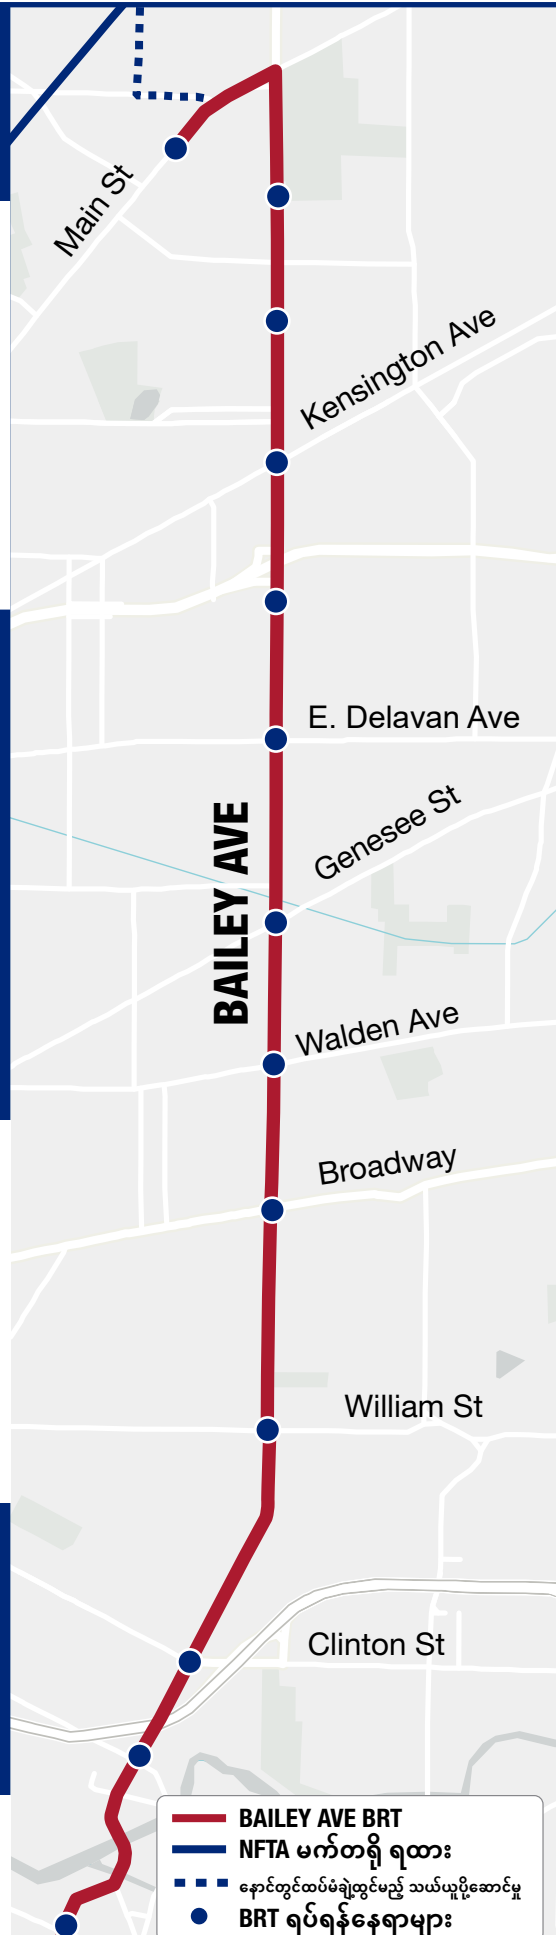 Main St
Kensington Ave
E. Delavan Ave
Genesee St
BAILEY AVE
Walden Ave
Broadway
William St
Clinton St
BAILEY AVE BRT
NFTA မက်တရို ရထား
နောင်တွင်ထပ်မံချဲ့ထွင်မည့် သယ်ယူပို့ဆောင်မှု
BRT ရပ်ရန်နေရာများ